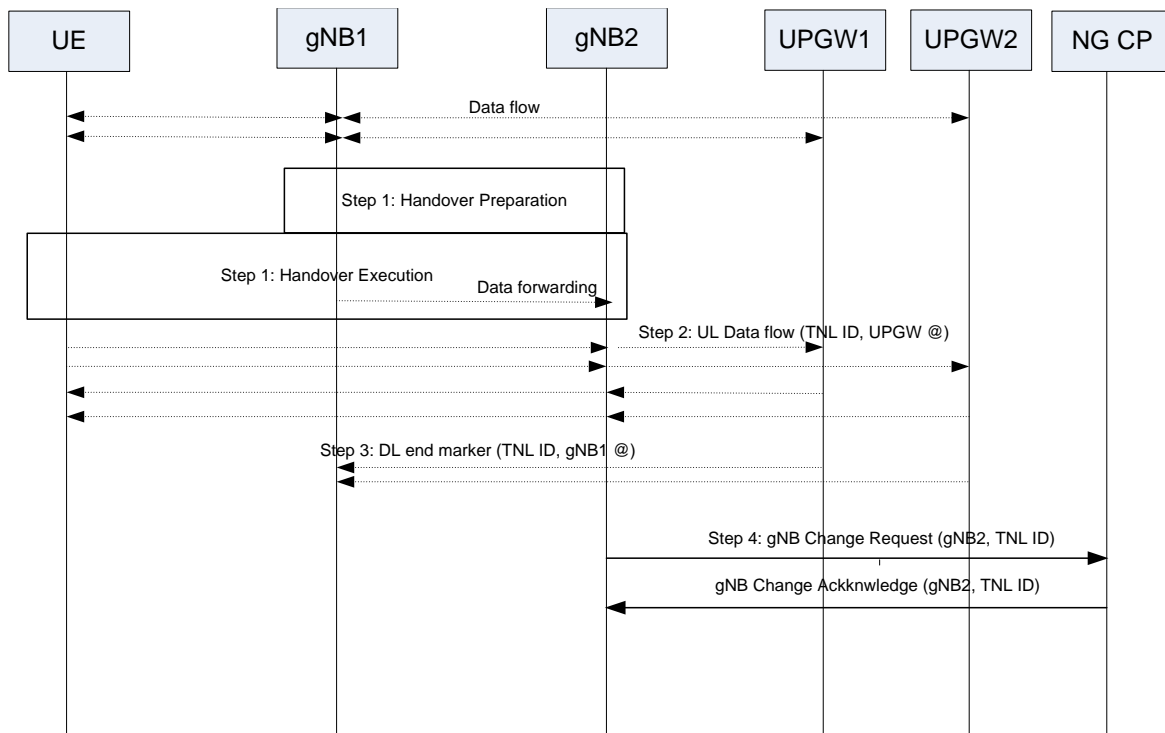 UE
gNB1
gNB2
UPGW1
UPGW2
NG CP
Data flow
Step 1: Handover Preparation
Step 1: Handover Execution
Data forwarding
Step 2: UL Data flow (TNL ID, UPGW @)
Step 3: DL end marker (TNL ID, gNB1 @)
Step 4: gNB Change Request (gNB2, TNL ID)
gNB Change Ackknwledge (gNB2, TNL ID)